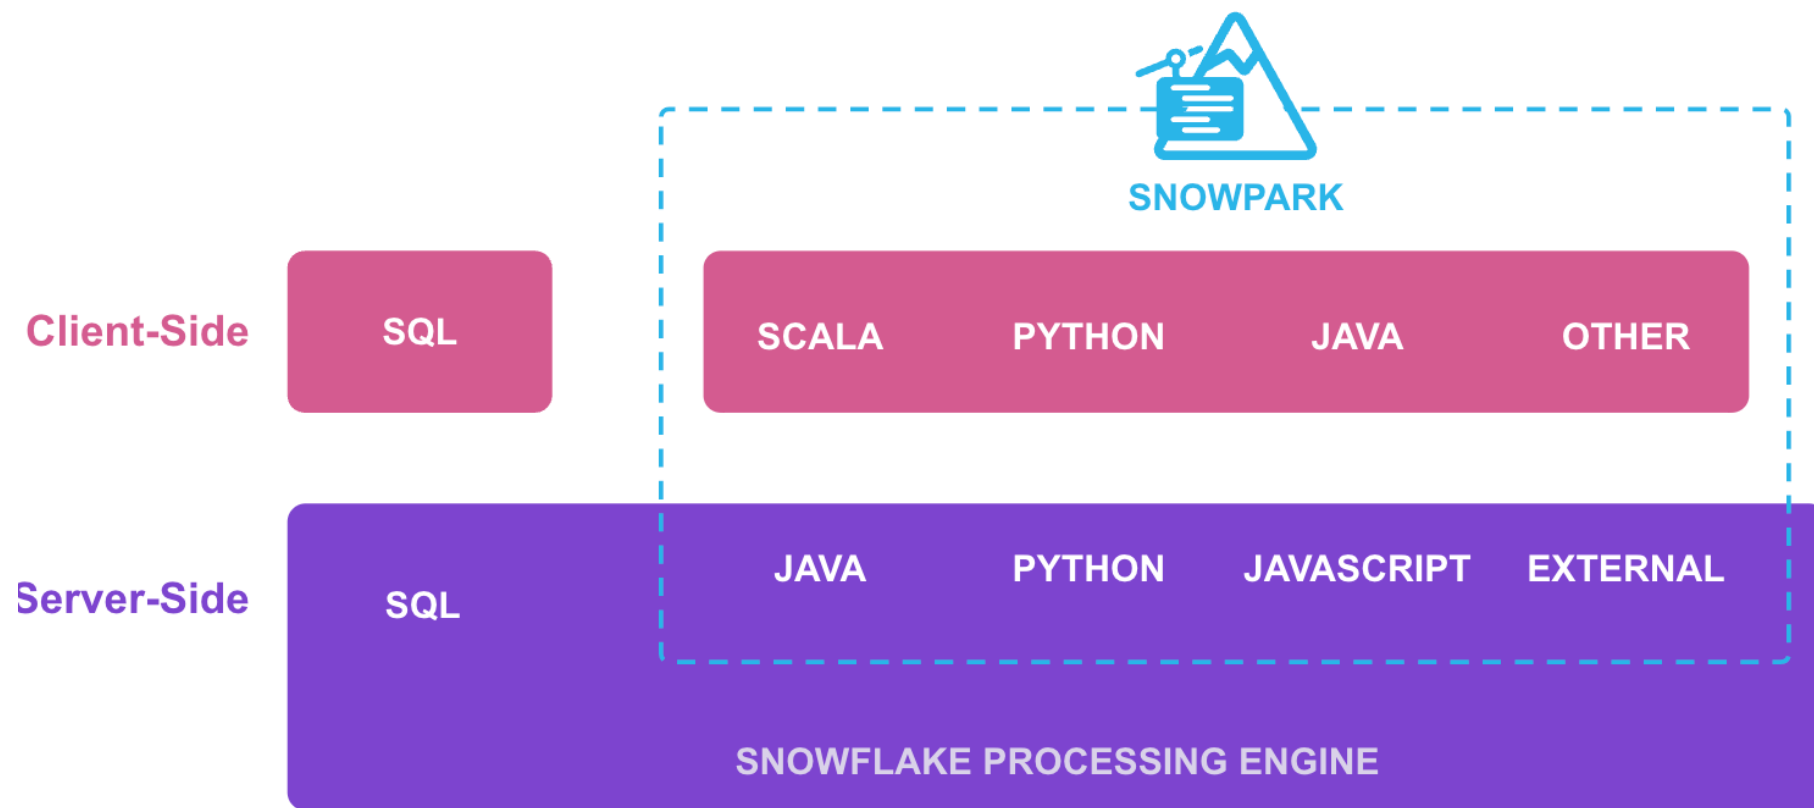 SNOWPARK
Client-Side
SQL
SCALA PYTHON JAVA OTHER
Server-Side
SQL
JAVA PYTHON JAVASCRIPT EXTERNAL
SNOWFLAKE PROCESSING ENGINE